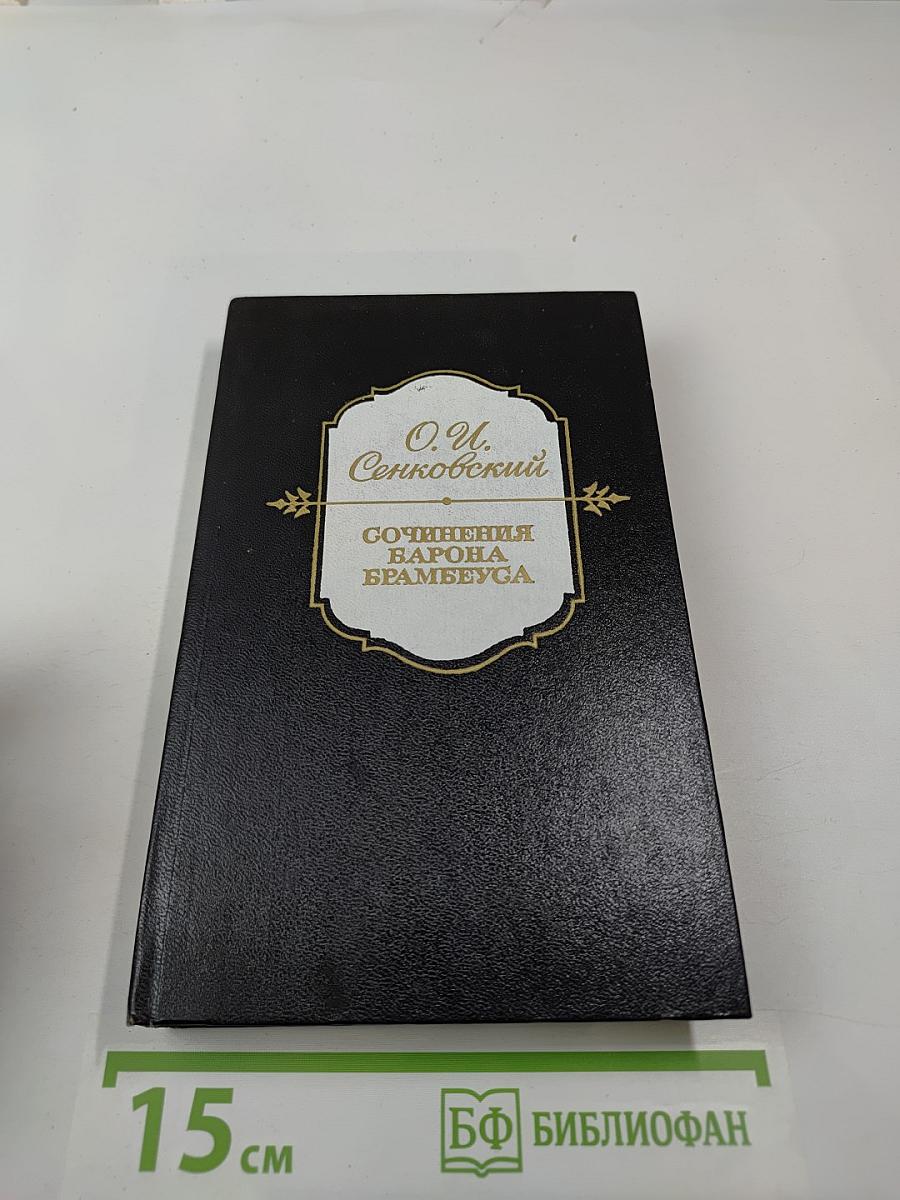 О. И.
Сенковский
СОЧИНЕНИЯ
БАРОНА
БРАМБЕУСА
15 см
БФ БИБЛИОФАН